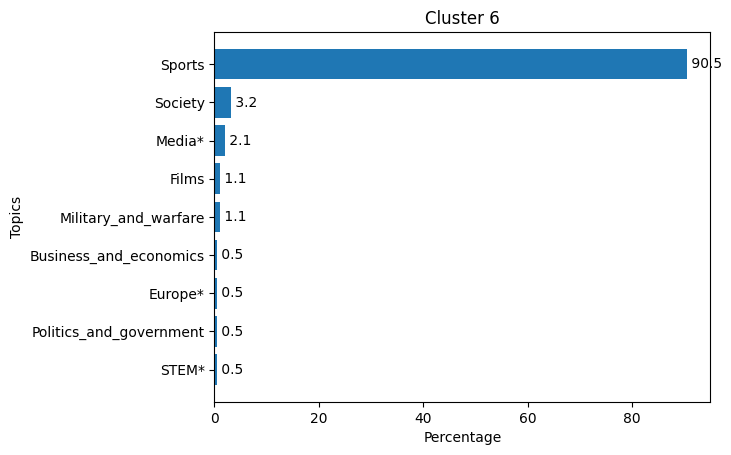 Cluster 6
Topics
Sports 90.5
Society 3.2
Media* 2.1
Films 1.1
Military_and_warfare 1.1
Business_and_economics 0.5
Europe* 0.5
Politics_and_government 0.5
STEM* 0.5
0 20 40 60 80
Percentage